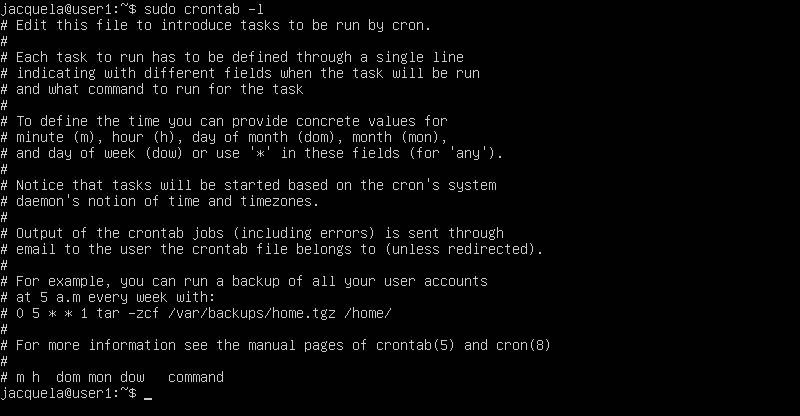 jacquela@user1:~$ sudo crontab -l
# Edit this file to introduce tasks to be run by cron.
#
# Each task to run has to be defined through a single line
# indicating with different fields when the task will be run
# and what command to run for the task
#
# To define the time you can provide concrete values for
# minute (m), hour (h), day of month (dom), month (mon),
# and day of week (dow) or use '*' in these fields (for 'any').
#
# Notice that tasks will be started based on the cron's system
# daemon's notion of time and timezones.
#
# Output of the crontab jobs (including errors) is sent through
# email to the user the crontab file belongs to (unless redirected).
#
# For example, you can run a backup of all your user accounts
# at 5 a.m every week with:
# 0 5 * * 1 tar -zcf /var/backups/home.tgz /home/
#
# For more information see the manual pages of crontab(5) and cron(8)
#
# m h  dom mon dow   command
jacquela@user1:~$ _